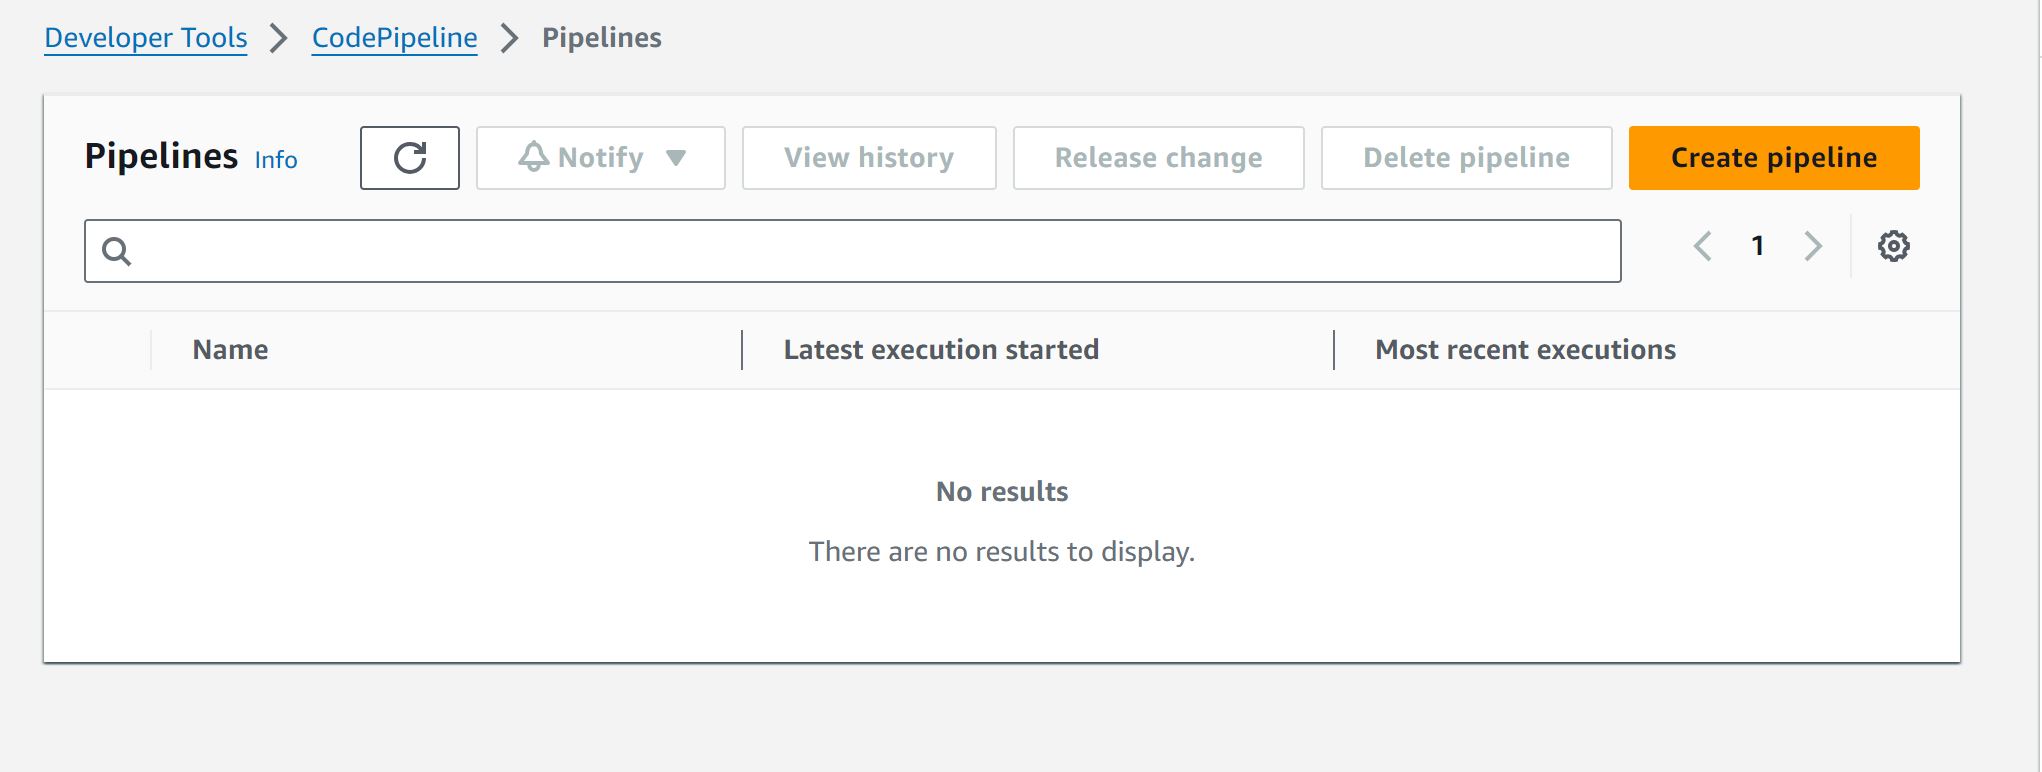 Developer Tools > CodePipeline > Pipelines
Pipelines Info Notify View history Release change Delete pipeline Create pipeline
1
Name Latest execution started Most recent executions
No results
There are no results to display.